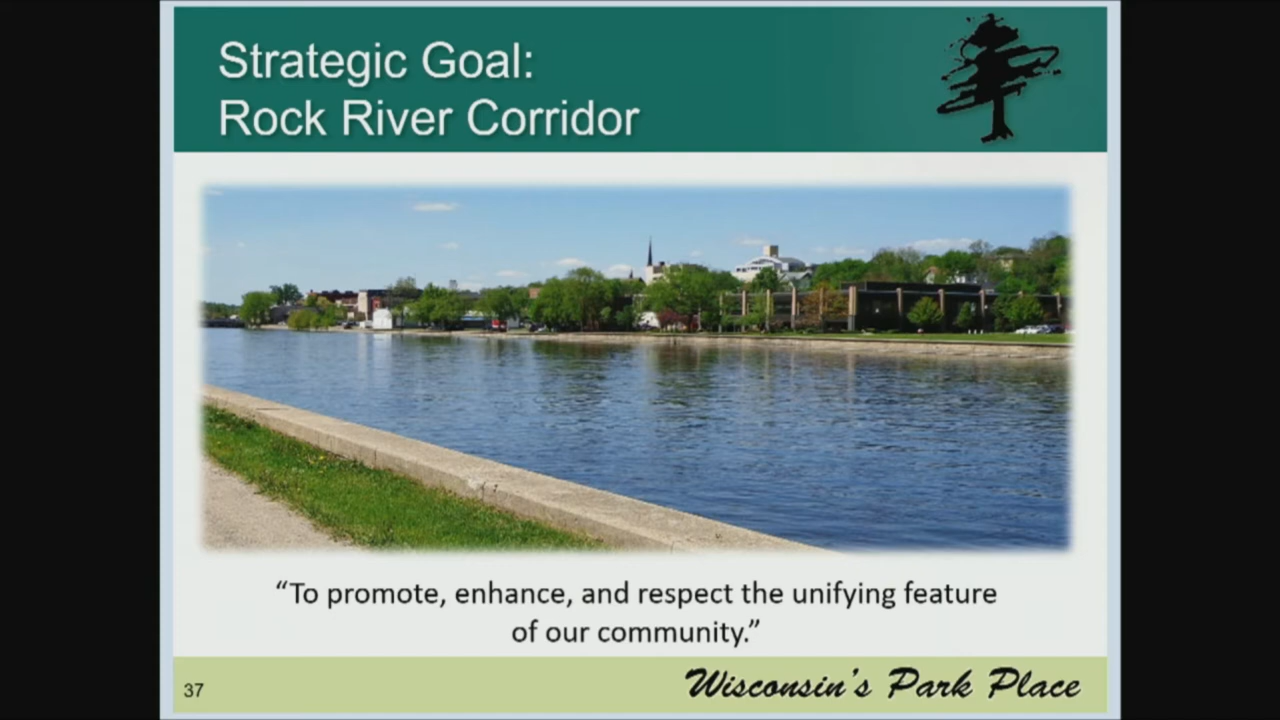 Strategic Goal:
Rock River Corridor
“To promote, enhance, and respect the unifying feature
of our community.”
37
Wisconsin's Park Place